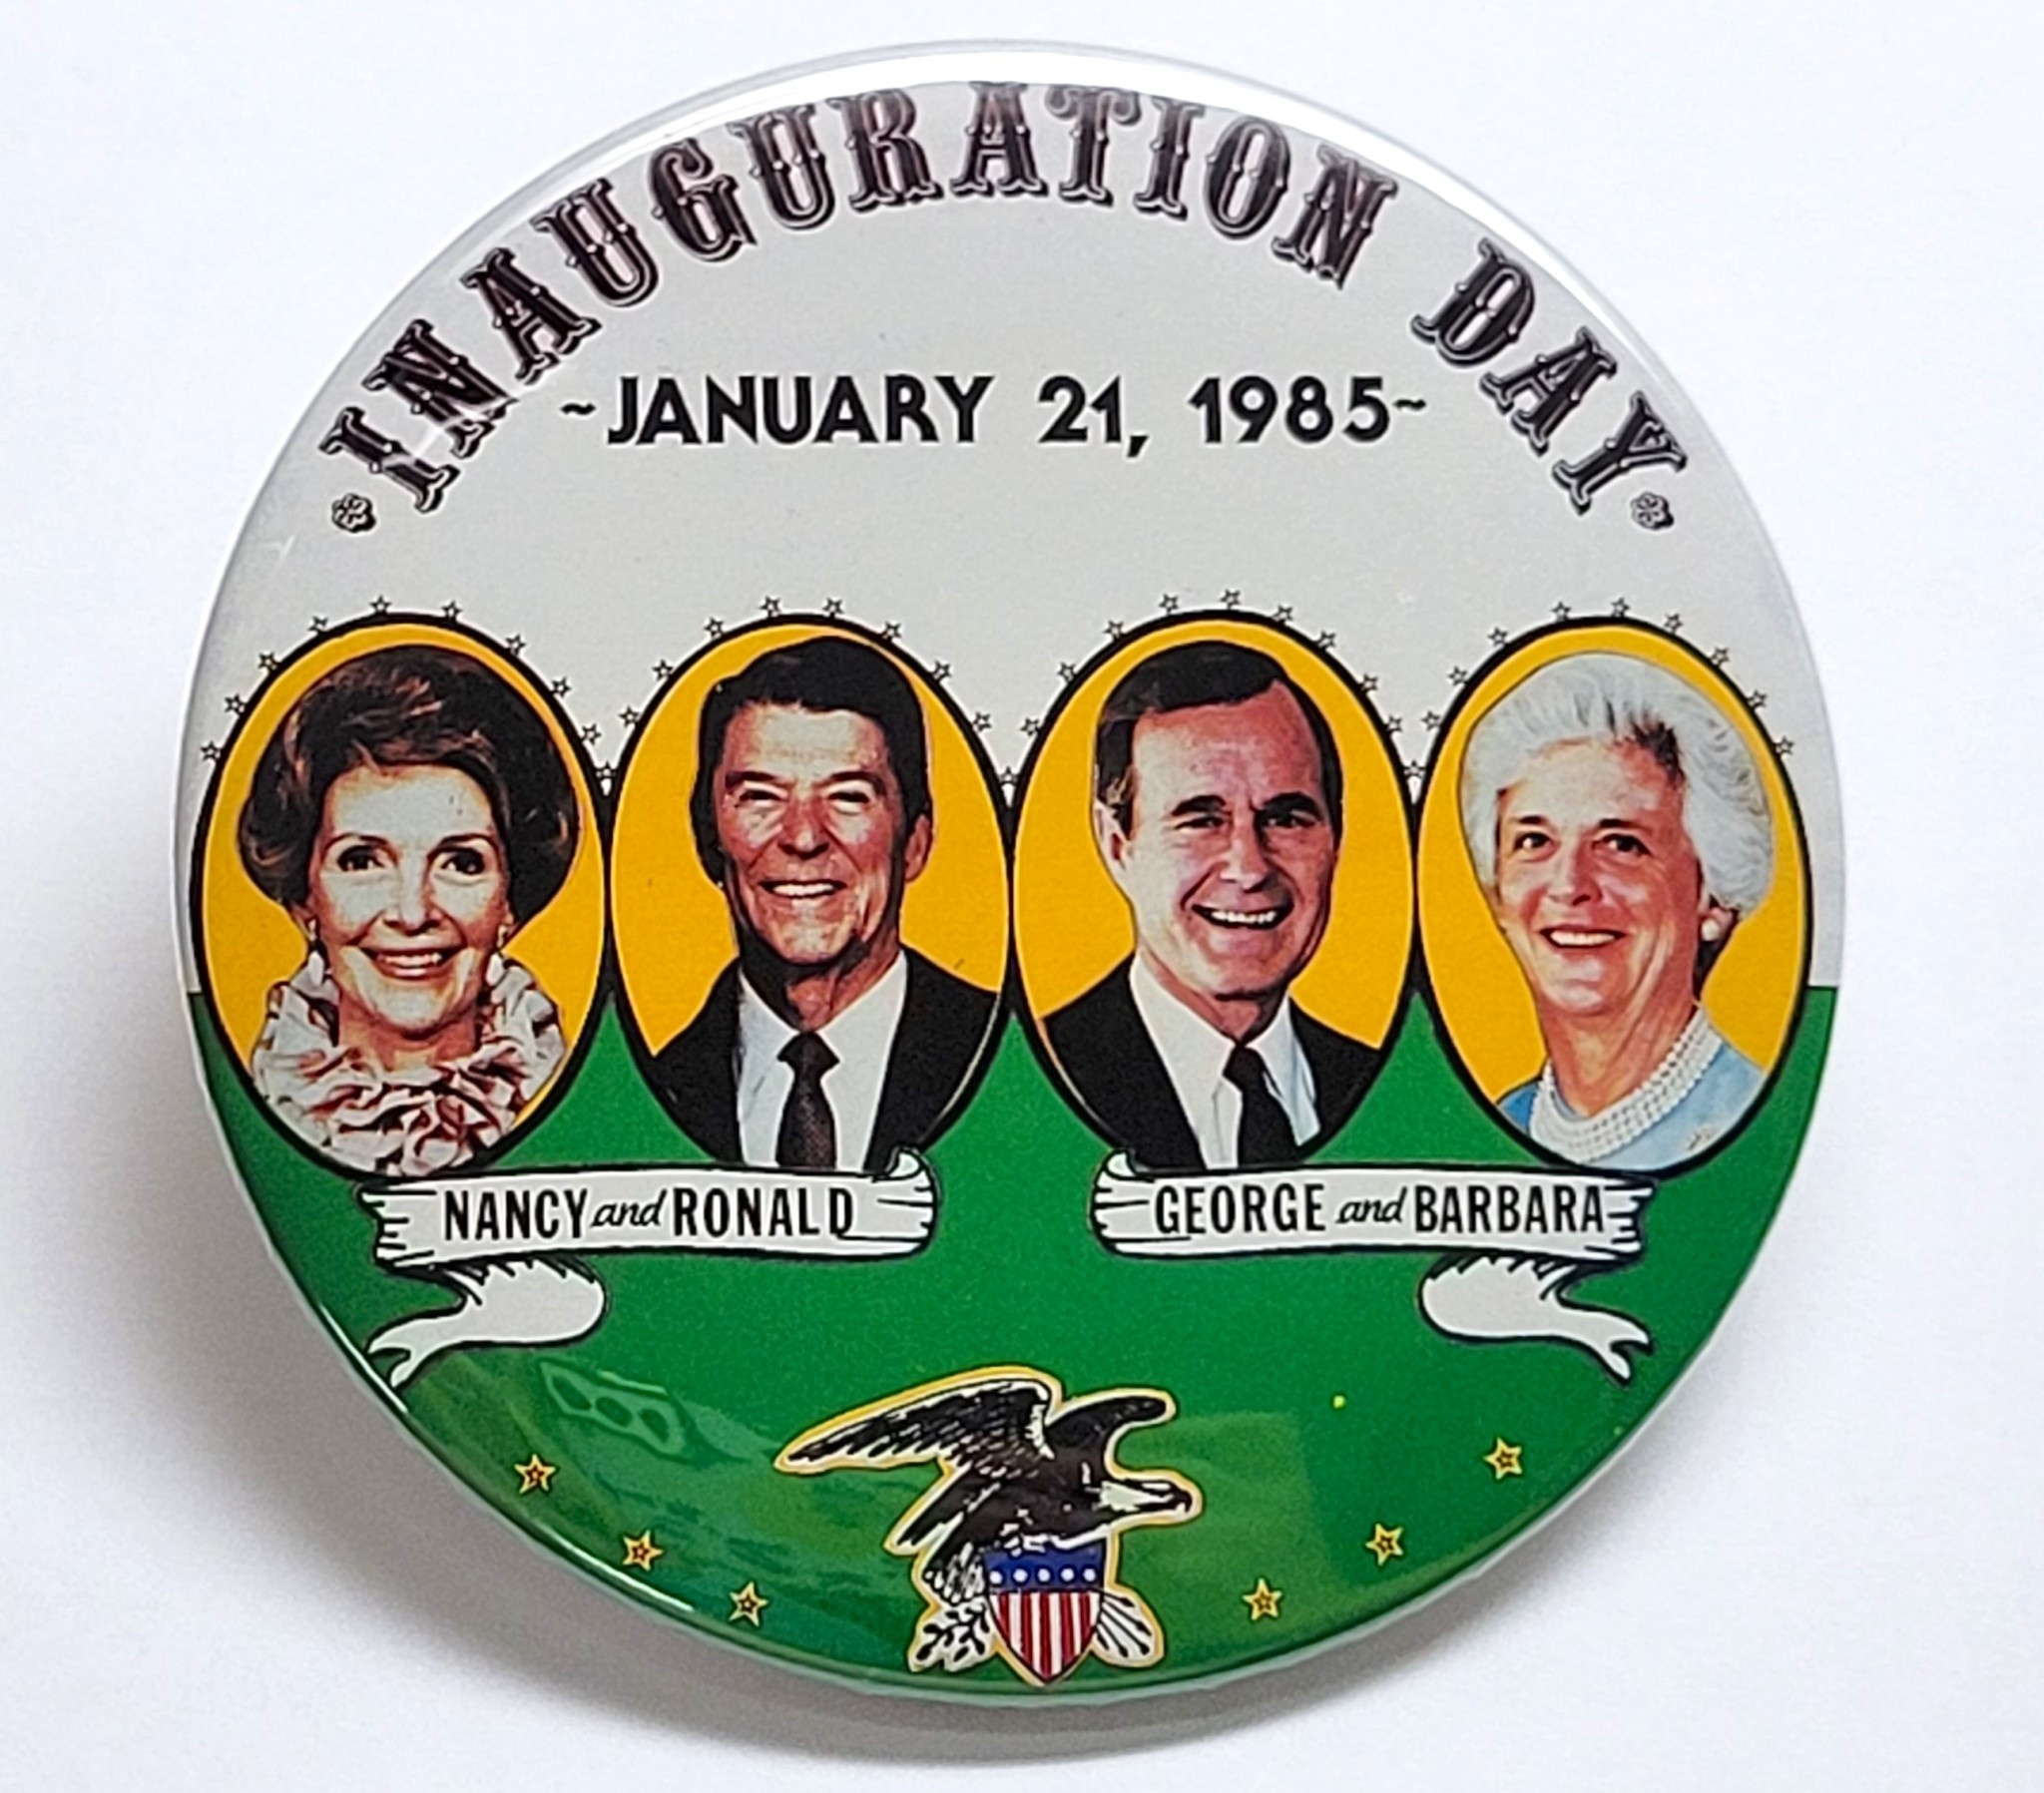 INAUGURATION DAY
~JANUARY 21, 1985~
NANCY and RONALD
GEORGE and BARBARA